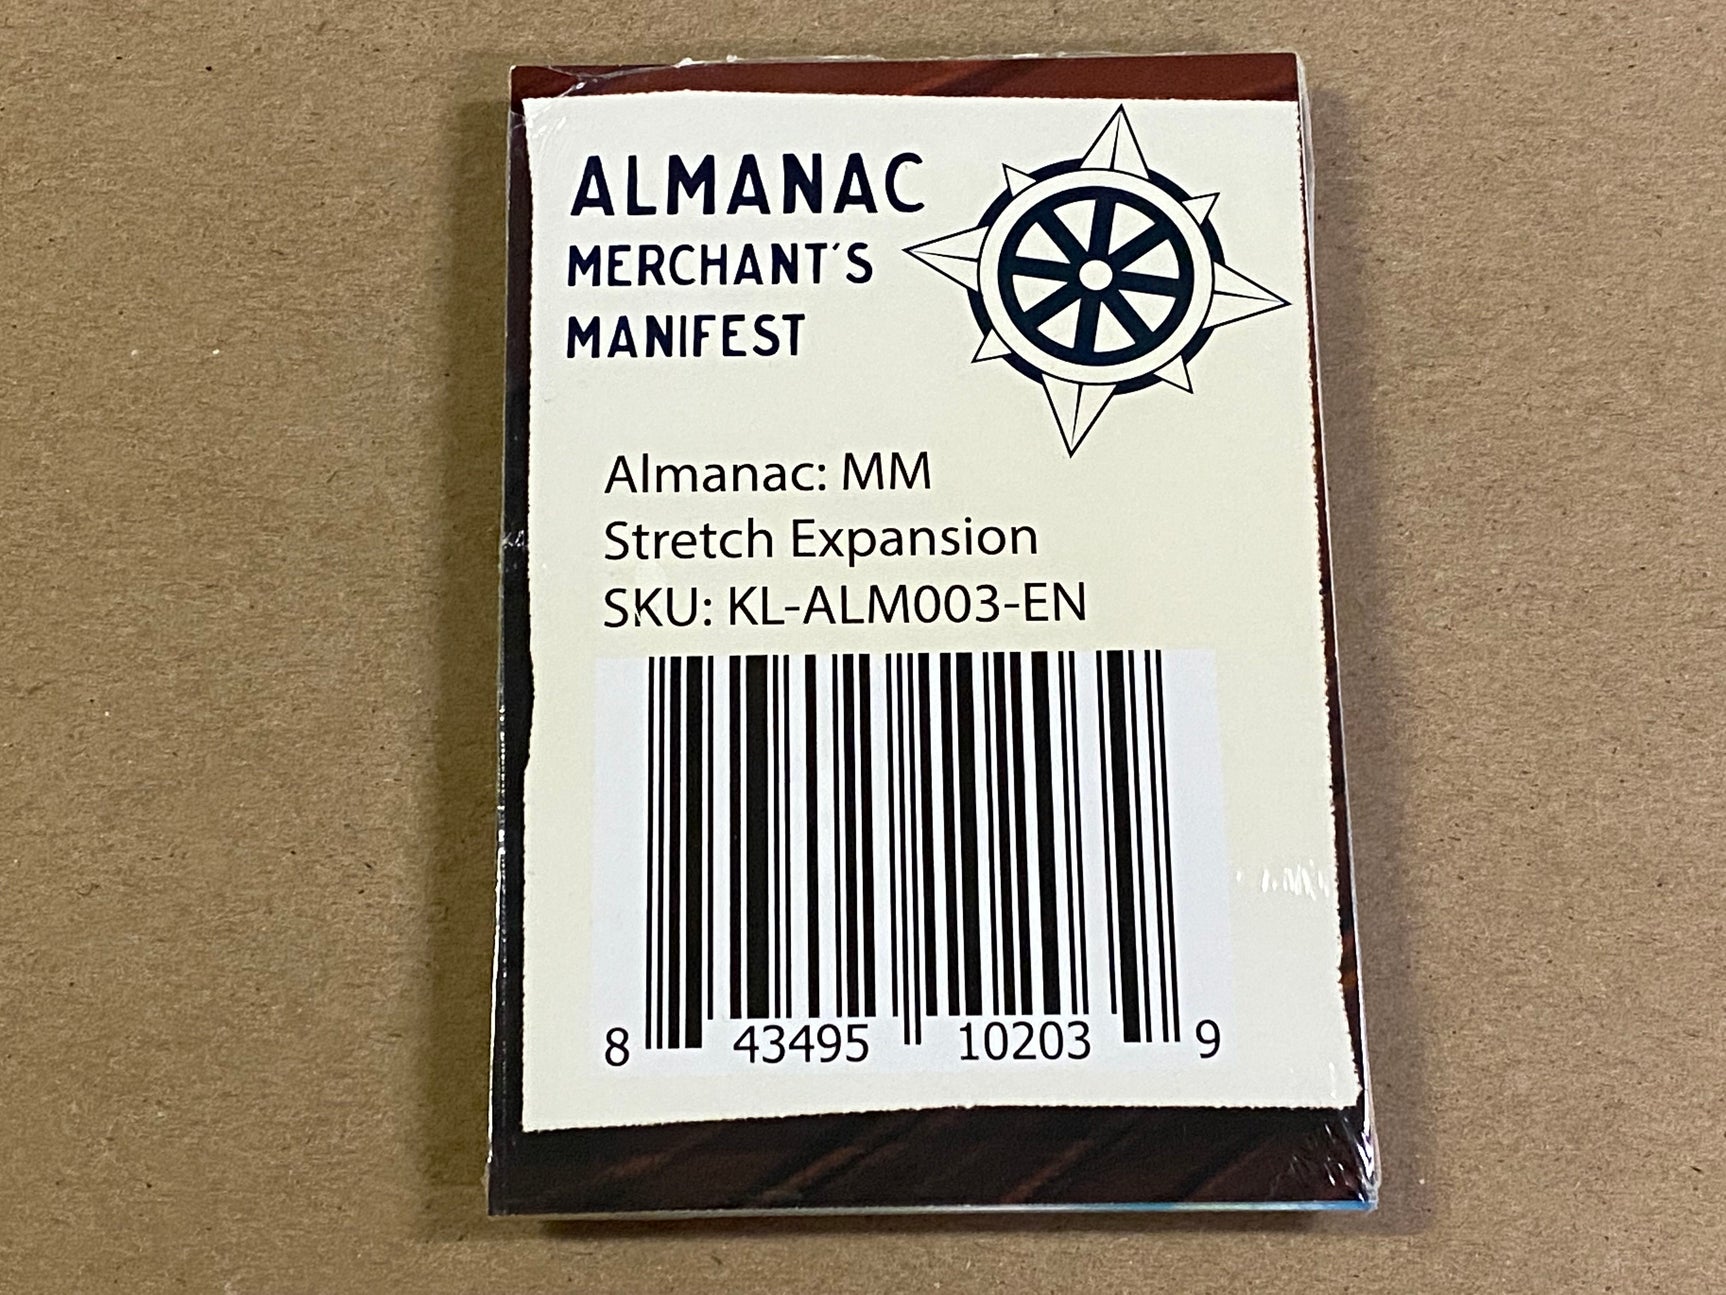 ALMANAC
MERCHANT'S
MANIFEST
Almanac: MM
Stretch Expansion
SKU: KL-ALM003-EN
8 43495 10203 9